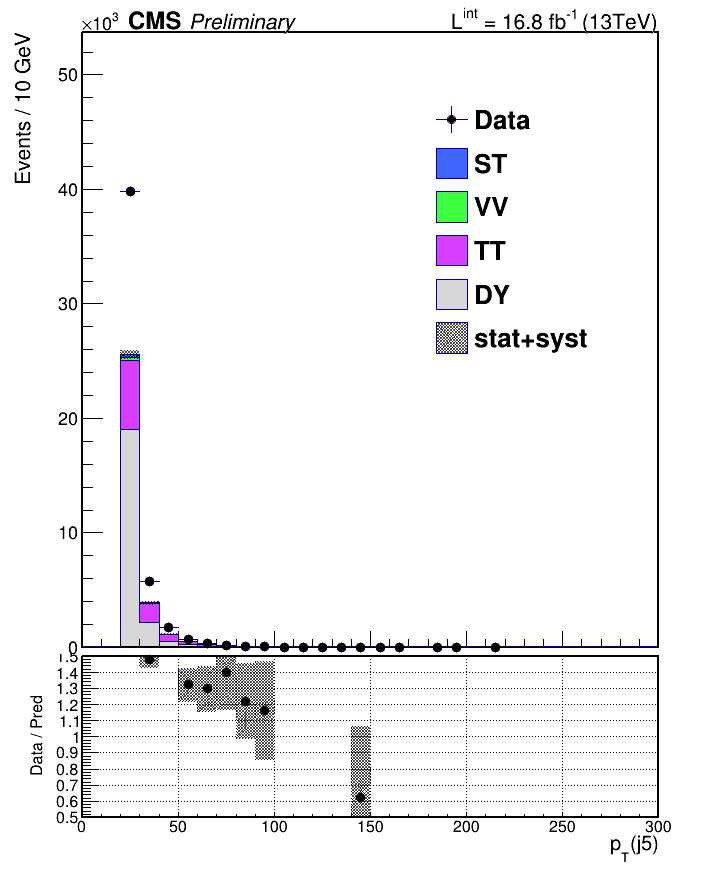 ×10³ CMS Preliminary L^int = 16.8 fb⁻¹ (13TeV)
Events / 10 GeV
50
40
30
20
10
0
Data
ST
VV
TT
DY
stat+syst
Data / Pred
1.5
1.4
1.3
1.2
1.1
1
0.9
0.8
0.7
0.6
0.5
0 50 100 150 200 250 300
p_T(j5)